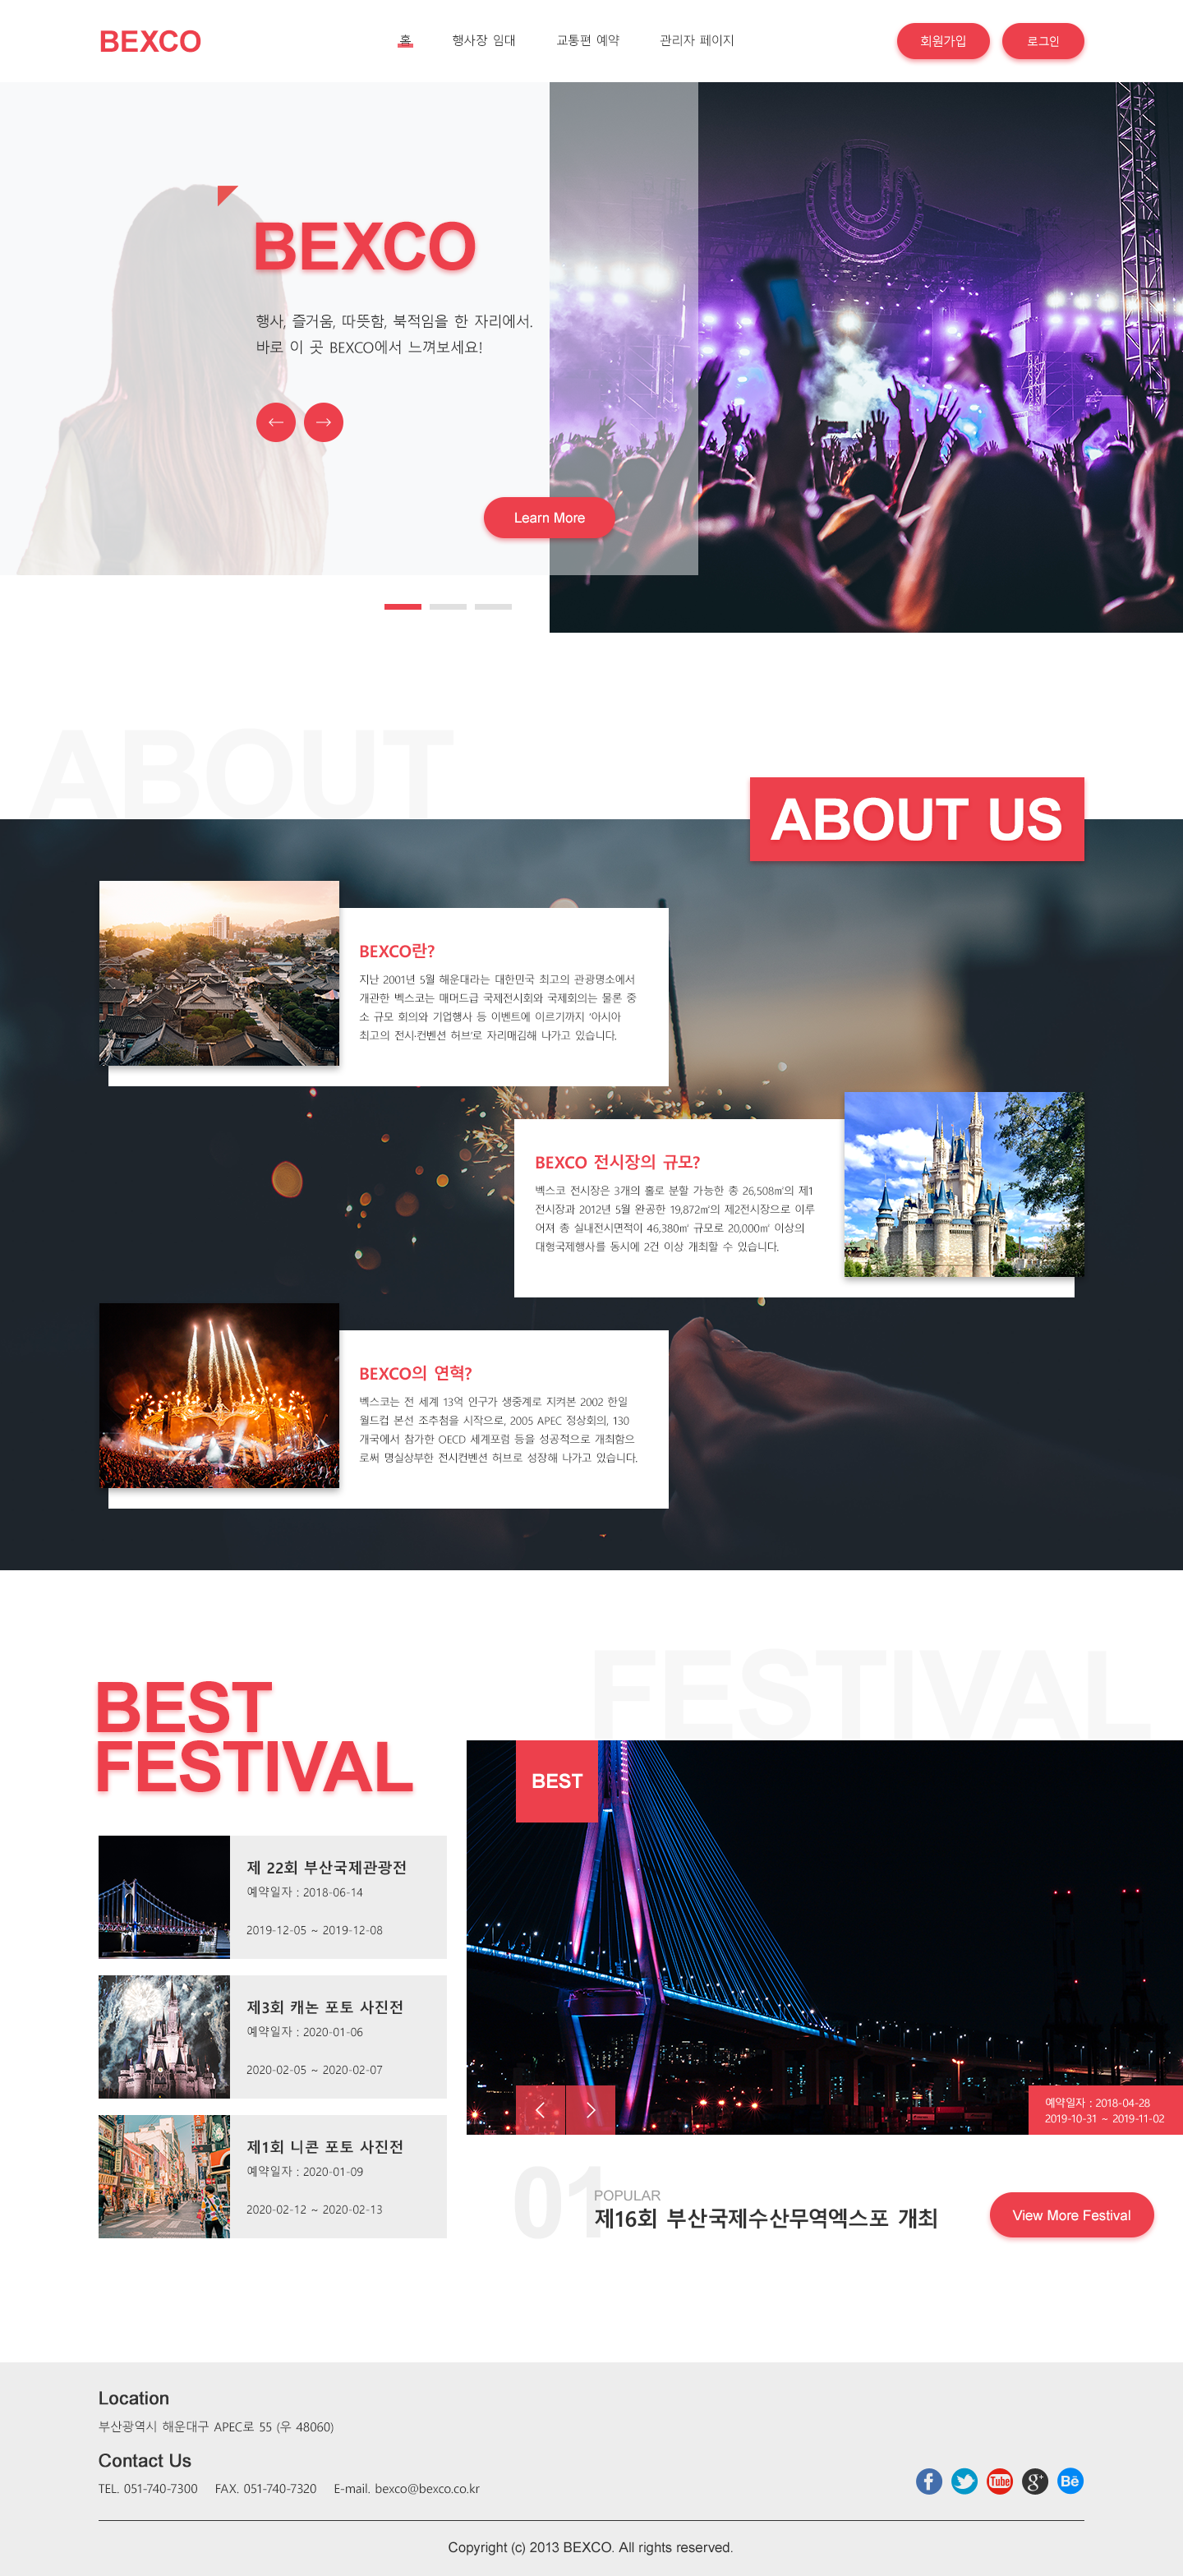 BEXCO
홈
행사장 임대
교통편 예약
관리자 페이지
회원가입
로그인
BEXCO
행사, 즐거움, 따뜻함, 북적임을 한 자리에서.
바로 이 곳 BEXCO에서 느껴보세요!
Learn More
ABOUT
ABOUT US
BEXCO란?
지난 2001년 5월 해운대라는 대한민국 최고의 관광명소에서
개관한 벡스코는 매머드급 국제전시회와 국제회의는 물론 중
소 규모 회의와 기업행사 등 이벤트에 이르기까지 '아시아
최고의 전시·컨벤션 허브'로 자리매김해 나가고 있습니다.
BEXCO 전시장의 규모?
벡스코 전시장은 3개의 홀로 분할 가능한 총 26,508㎡의 제1
전시장과 2012년 5월 완공한 19,872㎡의 제2전시장으로 이루
어져 총 실내전시면적이 46,380㎡ 규모로 20,000㎡ 이상의
대형국제행사를 동시에 2건 이상 개최할 수 있습니다.
BEXCO의 연혁?
벡스코는 전 세계 13억 인구가 생중계로 지켜본 2002 한일
월드컵 본선 조추첨을 시작으로, 2005 APEC 정상회의, 130
개국에서 참가한 OECD 세계포럼 등을 성공적으로 개최함으
로써 명실상부한 전시컨벤션 허브로 성장해 나가고 있습니다.
FESTIVAL
BEST
FESTIVAL
BEST
제 22회 부산국제관광전
예약일자 : 2018-06-14
2019-12-05 ~ 2019-12-08
제3회 캐논 포토 사진전
예약일자 : 2020-01-06
2020-02-05 ~ 2020-02-07
제1회 니콘 포토 사진전
예약일자 : 2020-01-09
2020-02-12 ~ 2020-02-13
예약일자 : 2018-04-28
2019-10-31 ~ 2019-11-02
01
POPULAR
제16회 부산국제수산무역엑스포 개최
View More Festival
Location
부산광역시 해운대구 APEC로 55 (우 48060)
Contact Us
TEL. 051-740-7300 FAX. 051-740-7320 E-mail. bexco@bexco.co.kr
f
Tube
g+
Bē
Copyright (c) 2013 BEXCO. All rights reserved.